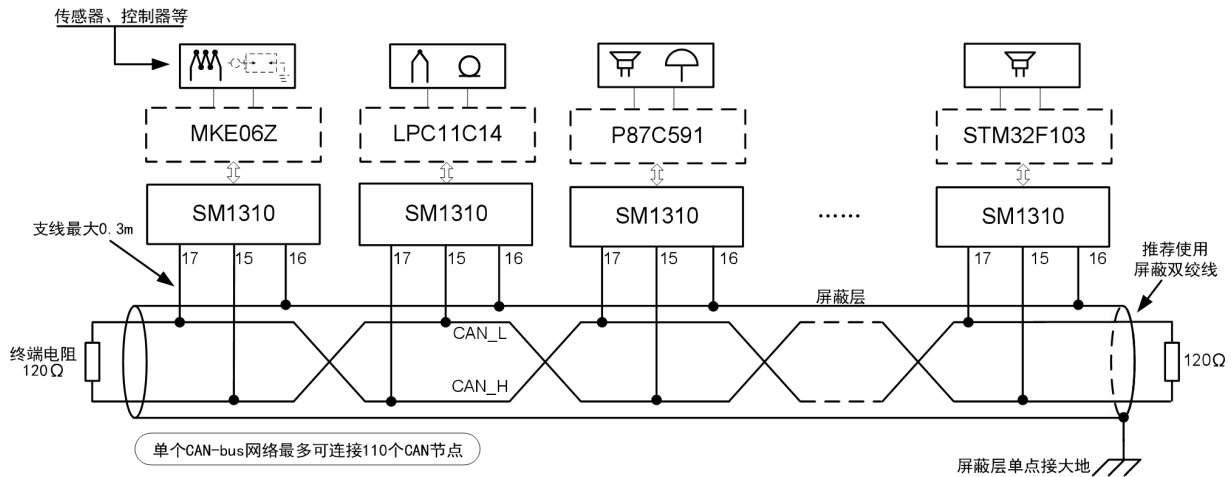 传感器、控制器等
MKE06Z
LPC11C14
P87C591
STM32F103
SM1310
SM1310
SM1310
······
SM1310
支线最大0.3m
17 15 16
17 15 16
17 15 16
17 15 16
推荐使用
屏蔽双绞线
屏蔽层
CAN_L
CAN_H
终端电阻
120Ω
120Ω
单个CAN-bus网络最多可连接110个CAN节点
屏蔽层单点接大地